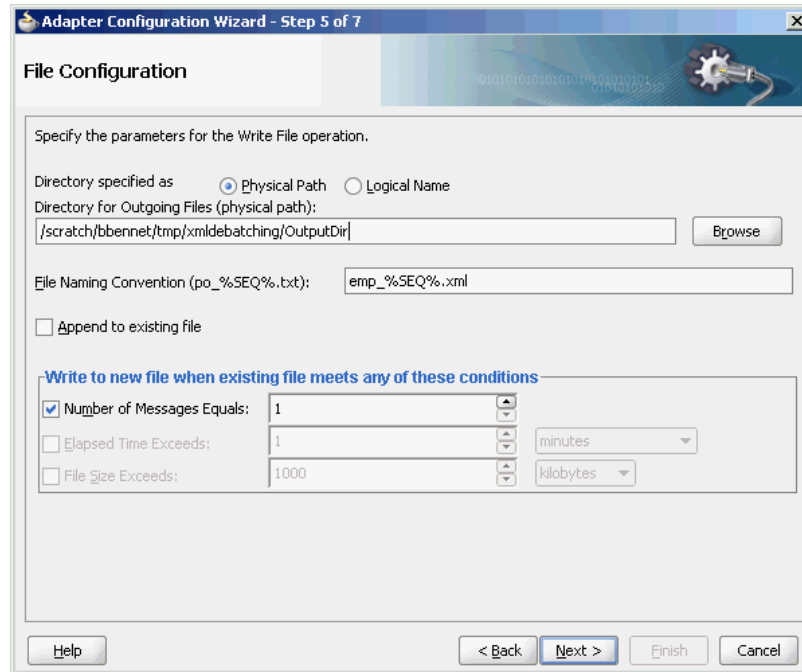 Adapter Configuration Wizard - Step 5 of 7
File Configuration
Specify the parameters for the Write File operation.
Directory specified as Physical Path Logical Name
Directory for Outgoing Files (physical path):
/scratch/bbennet/tmp/xmldebatching/OutputDir Browse
File Naming Convention (po_%SEQ%.txt): emp_%SEQ%.xml
Append to existing file
Write to new file when existing file meets any of these conditions
Number of Messages Equals: 1
Elapsed Time Exceeds: 1 minutes
File Size Exceeds: 1000 kilobytes
Help < Back Next > Finish Cancel